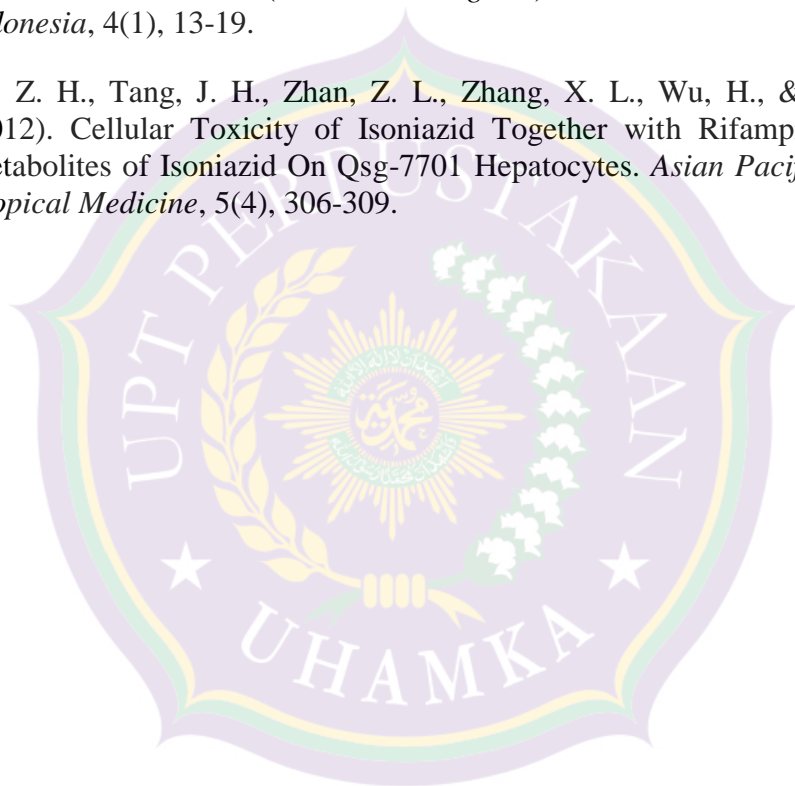 donesia, 4(1), 13-19.
Z. H., Tang, J. H., Zhan, Z. L., Zhang, X. L., Wu, H., &
012). Cellular Toxicity of Isoniazid Together with Rifamp
etabolites of Isoniazid On Qsg-7701 Hepatocytes. Asian Pacif
opical Medicine, 5(4), 306-309.
UPT PERPUSTAKAAN
UHAMKA